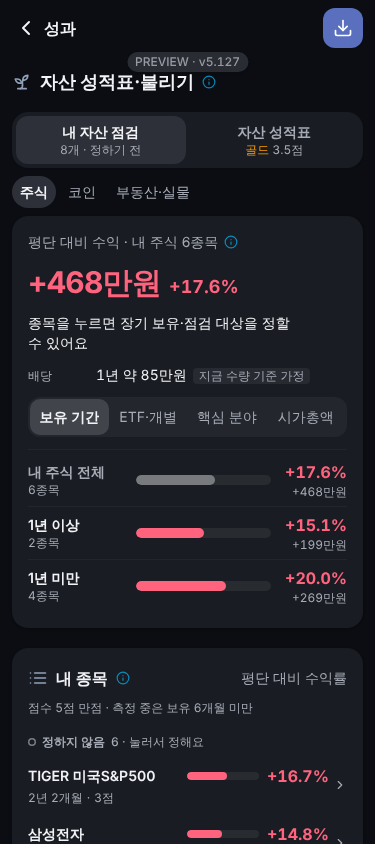 성과
PREVIEW · v5.127
자산 성적표·불리기
내 자산 점검
8개 · 정하기 전
자산 성적표
골드 3.5점
주식
코인
부동산·실물
평단 대비 수익 · 내 주식 6종목
+468만원 +17.6%
종목을 누르면 장기 보유·점검 대상을 정할
수 있어요
배당 1년 약 85만원 지금 수량 기준 가정
보유 기간
ETF·개별
핵심 분야
시가총액
내 주식 전체 +17.6%
6종목 +468만원
1년 이상 +15.1%
2종목 +199만원
1년 미만 +20.0%
4종목 +269만원
내 종목 평단 대비 수익률
점수 5점 만점 · 측정 중은 보유 6개월 미만
정하지 않음 6 · 눌러서 정해요
TIGER 미국S&P500 +16.7%
2년 2개월 · 3점
삼성전자 +14.8%